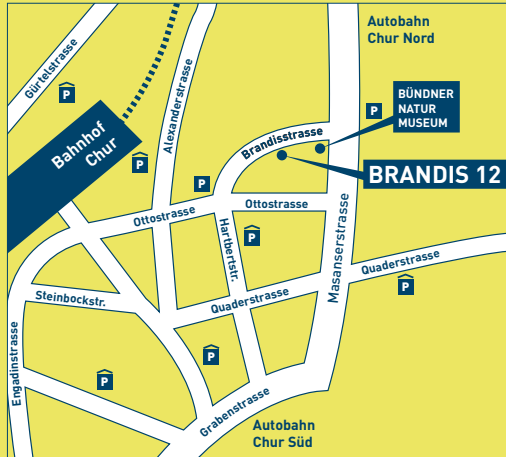 Autobahn
Chur Nord
Gürtelstrasse
P
Alexanderstrasse
BÜNDNER
NATUR
MUSEUM
P
Bahnhof
Chur
Brandisstrasse
P
BRANDIS 12
P
Ottostrasse
Ottostrasse
Hartbertstr.
P
Masanserstrasse
Quaderstrasse
P
Steinbockstr.
Quaderstrasse
Engadinstrasse
P
P
Grabenstrasse
Autobahn
Chur Süd